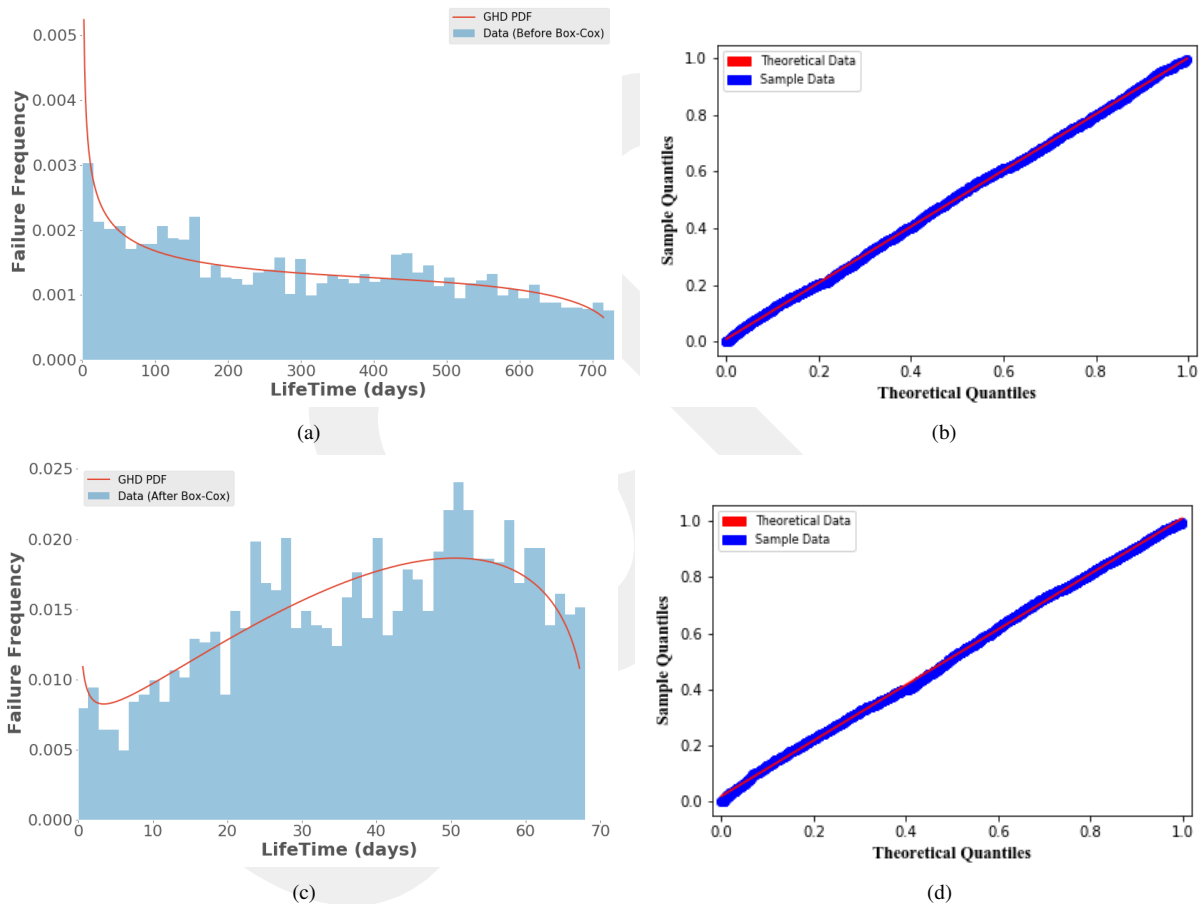 GHD PDF
Data (Before Box-Cox)
0.005
0.004
0.003
0.002
0.001
0.000
Failure Frequency
0 100 200 300 400 500 600 700
LifeTime (days)
(a)
Theoretical Data
Sample Data
1.0
0.8
0.6
0.4
0.2
0.0
Sample Quantiles
0.0 0.2 0.4 0.6 0.8 1.0
Theoretical Quantiles
(b)
GHD PDF
Data (After Box-Cox)
0.025
0.020
0.015
0.010
0.005
0.000
Failure Frequency
0 10 20 30 40 50 60 70
LifeTime (days)
(c)
Theoretical Data
Sample Data
1.0
0.8
0.6
0.4
0.2
0.0
Sample Quantiles
0.0 0.2 0.4 0.6 0.8 1.0
Theoretical Quantiles
(d)